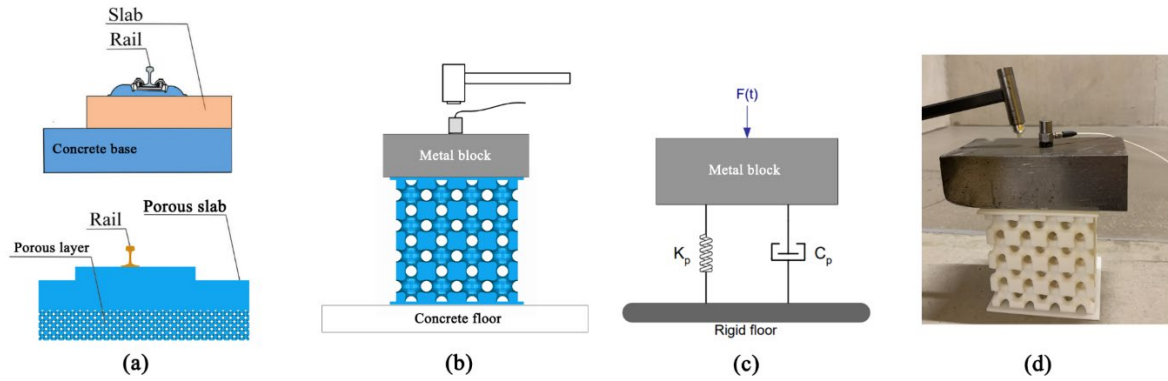 Slab
Rail
Concrete base
Rail
Porous slab
Porous layer
(a)
Metal block
Concrete floor
(b)
F(t)
Metal block
Kp
Cp
Rigid floor
(c)
(d)